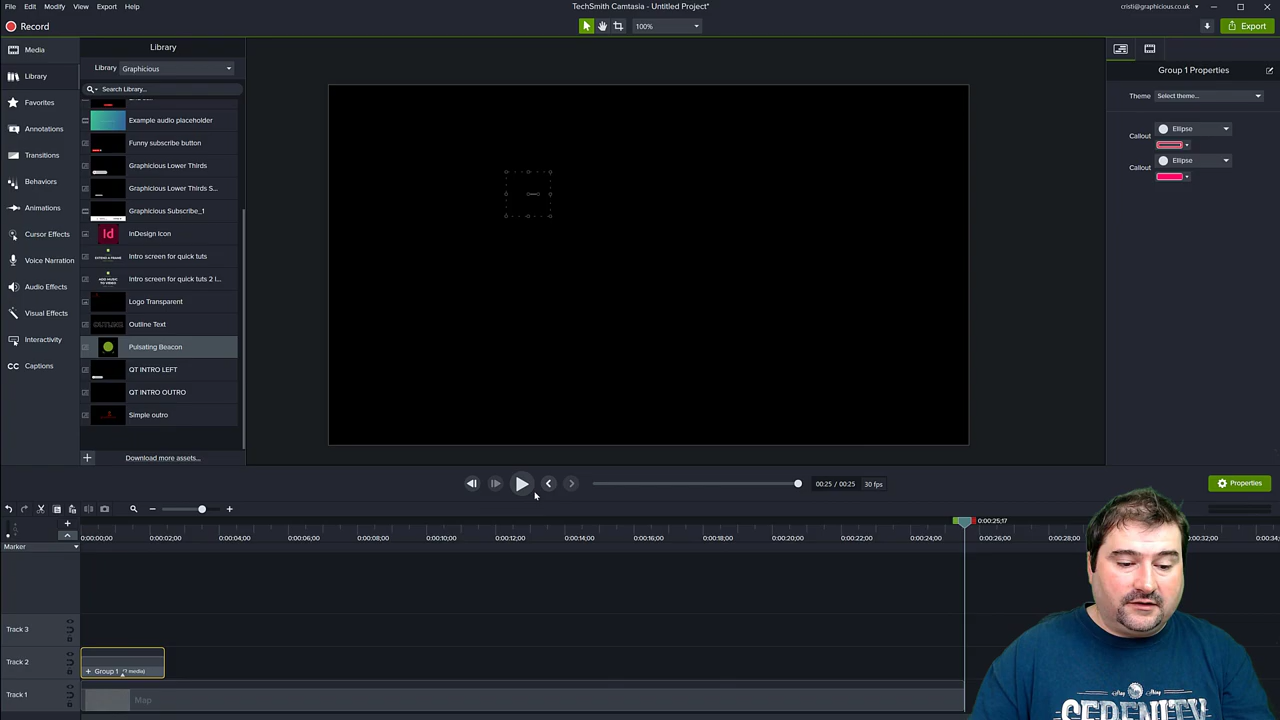 File Edit Modify View Export Help
TechSmith Camtasia - Untitled Project*
cristi@graphicious.co.uk
Record
100%
Export
Media
Library
Favorites
Annotations
Transitions
Behaviors
Animations
Cursor Effects
Voice Narration
Audio Effects
Visual Effects
Interactivity
CC Captions
Library
Library Graphicious
Search Library...
Example audio placeholder
Funny subscribe button
Graphicious Lower Thirds
Graphicious Lower Thirds S...
Graphicious Subscribe_1
Id InDesign Icon
Intro screen for quick tuts
Intro screen for quick tuts 2 l...
Logo Transparent
OUTLINE Outline Text
Pulsating Beacon
QT INTRO LEFT
QT INTRO OUTRO
Simple outro
Download more assets...
Group 1 Properties
Theme Select theme...
Callout Ellipse
Callout Ellipse
00:25 / 00:25 30 fps
Properties
0:00:25;17
Marker
0:00:00;00 0:00:02;00 0:00:04;00 0:00:06;00 0:00:08;00 0:00:10;00 0:00:12;00 0:00:14;00 0:00:16;00 0:00:18;00 0:00:20;00 0:00:22;00 0:00:24;00 0:00:26;00 0:00:28;00 0:00:32;00
Track 3
Track 2
Group 1
Track 1
Map
SERENITY